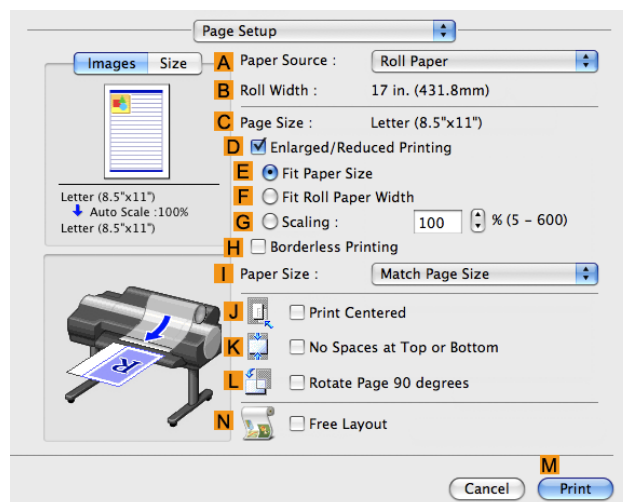 Page Setup
Images Size
A Paper Source : Roll Paper
B Roll Width : 17 in. (431.8mm)
C Page Size : Letter (8.5"x11")
D Enlarged/Reduced Printing
E Fit Paper Size
F Fit Roll Paper Width
G Scaling : 100 % (5 - 600)
H Borderless Printing
I Paper Size : Match Page Size
J Print Centered
K No Spaces at Top or Bottom
L Rotate Page 90 degrees
N Free Layout
Letter (8.5"x11")
Auto Scale :100%
Letter (8.5"x11")
R
M
Cancel Print